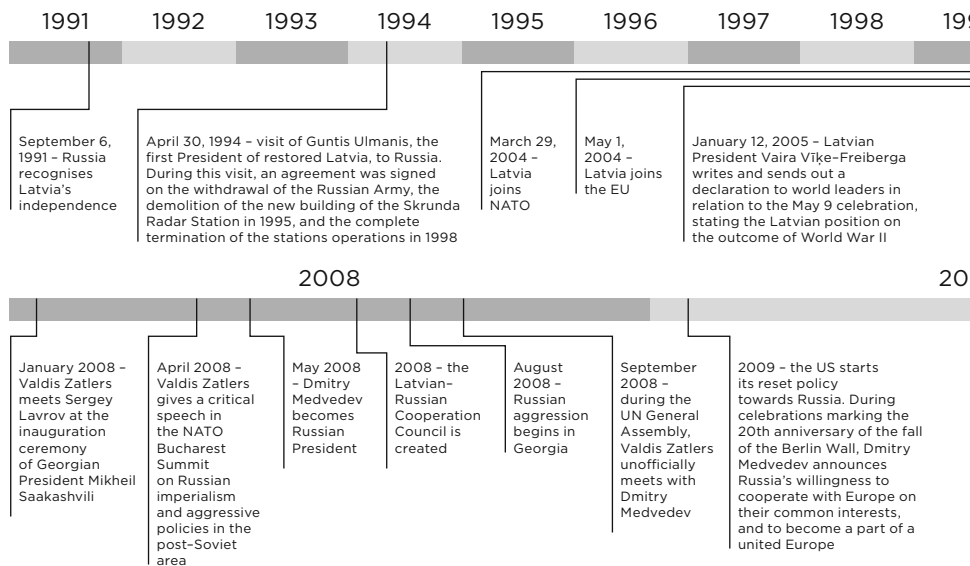 1991 1992 1993 1994 1995 1996 1997 1998 19
September 6,
1991 – Russia
recognises
Latvia's
independence
April 30, 1994 – visit of Guntis Ulmanis, the
first President of restored Latvia, to Russia.
During this visit, an agreement was signed
on the withdrawal of the Russian Army, the
demolition of the new building of the Skrunda
Radar Station in 1995, and the complete
termination of the stations operations in 1998
March 29,
2004 –
Latvia
joins
NATO
May 1,
2004 –
Latvia joins
the EU
January 12, 2005 – Latvian
President Vaira Vīķe–Freiberga
writes and sends out a
declaration to world leaders in
relation to the May 9 celebration,
stating the Latvian position on
the outcome of World War II
2008 20
January 2008 –
Valdis Zatlers
meets Sergey
Lavrov at the
inauguration
ceremony
of Georgian
President Mikheil
Saakashvili
April 2008 –
Valdis Zatlers
gives a critical
speech in
the NATO
Bucharest
Summit
on Russian
imperialism
and aggressive
policies in the
post–Soviet
area
May 2008
– Dmitry
Medvedev
becomes
Russian
President
2008 – the
Latvian–
Russian
Cooperation
Council is
created
August
2008 –
Russian
aggression
begins in
Georgia
September
2008 –
during the
UN General
Assembly,
Valdis Zatlers
unofficially
meets with
Dmitry
Medvedev
2009 – the US starts
its reset policy
towards Russia. During
celebrations marking the
20th anniversary of the fall
of the Berlin Wall, Dmitry
Medvedev announces
Russia's willingness to
cooperate with Europe on
their common interests,
and to become a part of a
united Europe